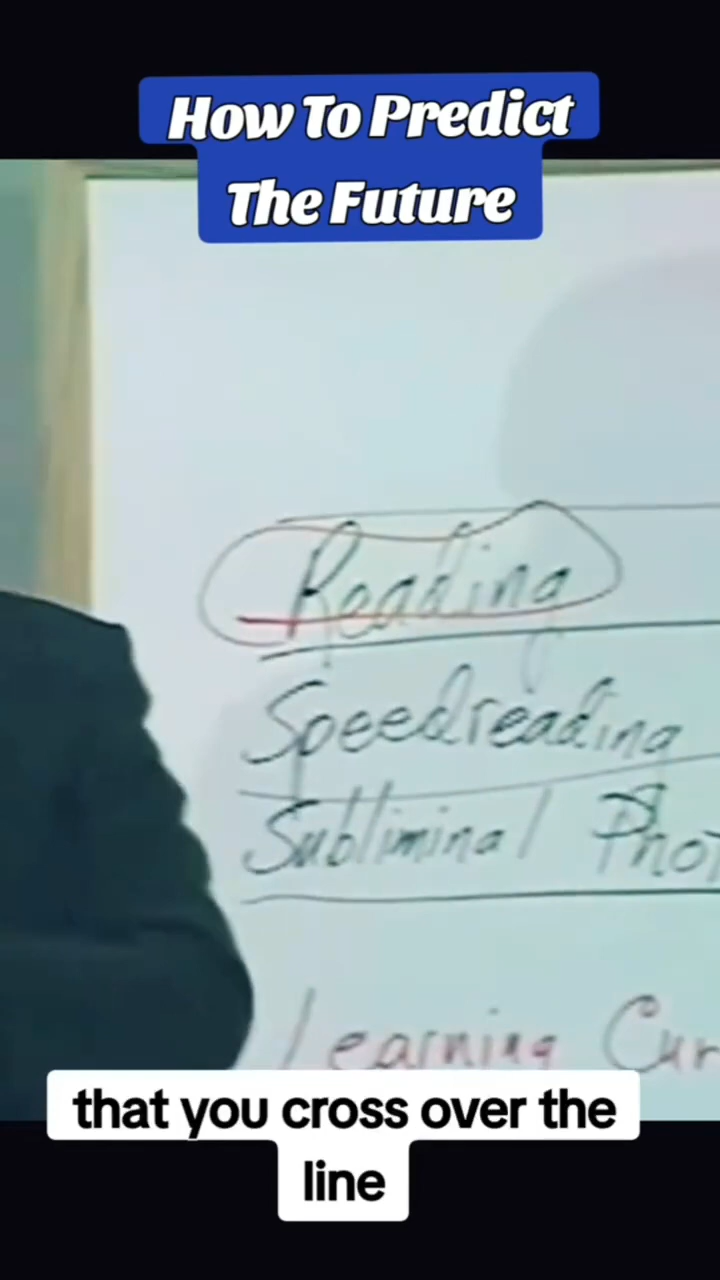 How To Predict
The Future
Reading
Speedreading
Subliminal
Learning
that you cross over the
line